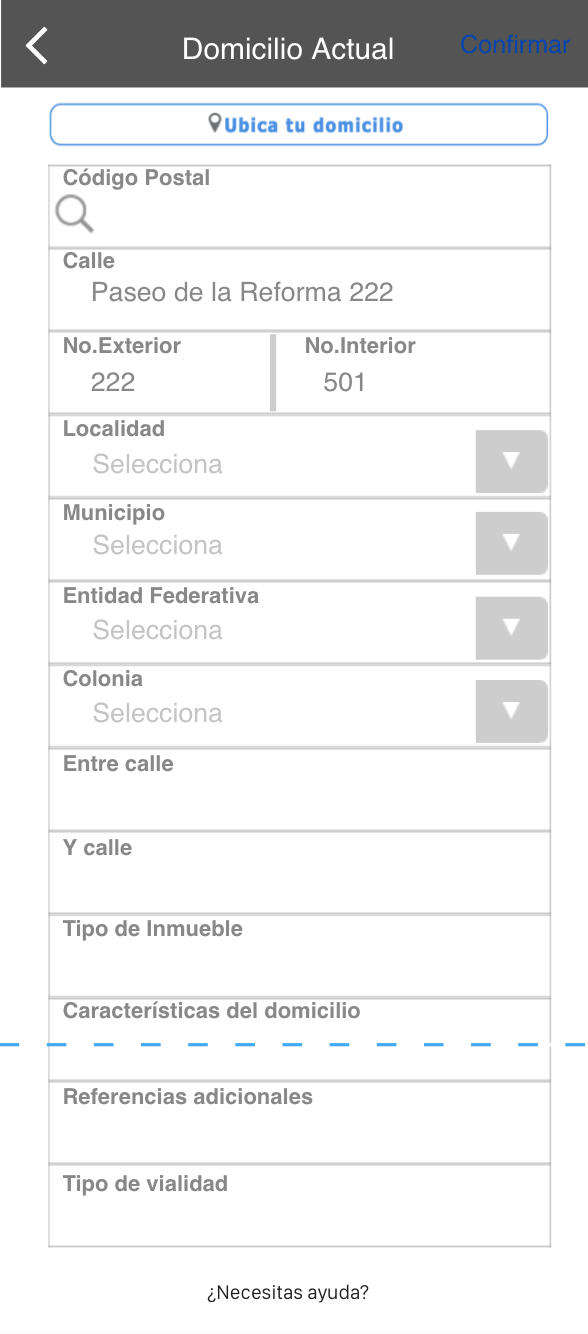 Domicilio Actual
Confirmar
Ubica tu domicilio
Código Postal
Calle
Paseo de la Reforma 222
No.Exterior
No.Interior
222
501
Localidad
Selecciona
Municipio
Selecciona
Entidad Federativa
Selecciona
Colonia
Selecciona
Entre calle
Y calle
Tipo de Inmueble
Características del domicilio
Referencias adicionales
Tipo de vialidad
¿Necesitas ayuda?